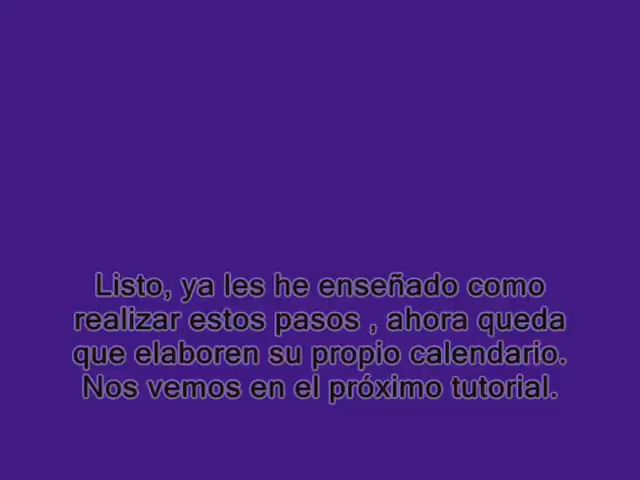 Listo, ya les he enseñado como
realizar estos pasos , ahora queda
que elaboren su propio calendario.
Nos vemos en el próximo tutorial.